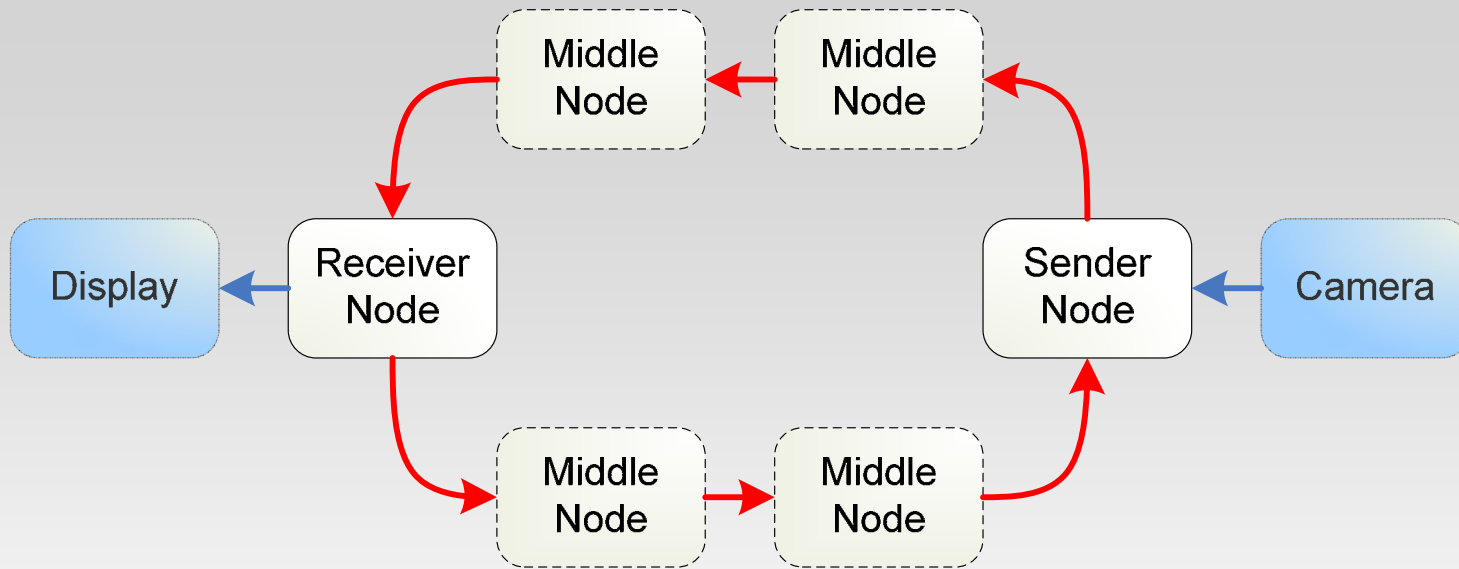 Middle
Node
Middle
Node
Display
Receiver
Node
Sender
Node
Camera
Middle
Node
Middle
Node